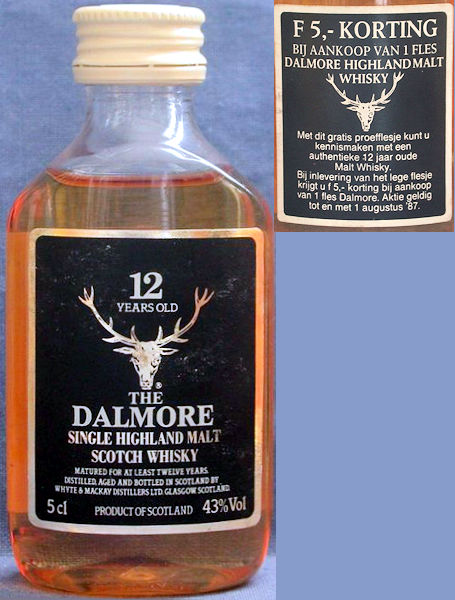 12
YEARS OLD
®
THE
DALMORE
SINGLE HIGHLAND MALT
SCOTCH WHISKY
MATURED FOR AT LEAST TWELVE YEARS.
DISTILLED, AGED AND BOTTLED IN SCOTLAND BY
WHYTE & MACKAY DISTILLERS LTD. GLASGOW, SCOTLAND.
5 cl PRODUCT OF SCOTLAND 43% Vol
F 5,- KORTING
BIJ AANKOOP VAN 1 FLES
DALMORE HIGHLAND MALT
WHISKY
Met dit gratis proefflesje kunt u
kennismaken met een
authentieke 12 jaar oude
Malt Whisky.
Bij inlevering van het lege flesje
krijgt u f 5,- korting bij aankoop
van 1 fles Dalmore. Aktie geldig
tot en met 1 augustus '87.